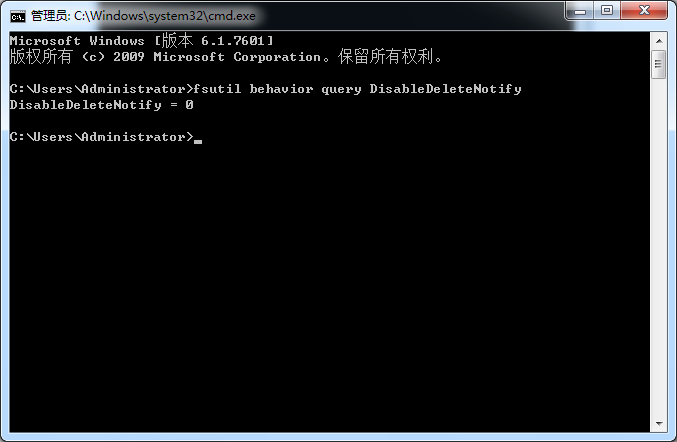 管理员: C:\Windows\system32\cmd.exe
Microsoft Windows [版本 6.1.7601]
版权所有 (c) 2009 Microsoft Corporation。保留所有权利。
C:\Users\Administrator>fsutil behavior query DisableDeleteNotify
DisableDeleteNotify = 0
C:\Users\Administrator>